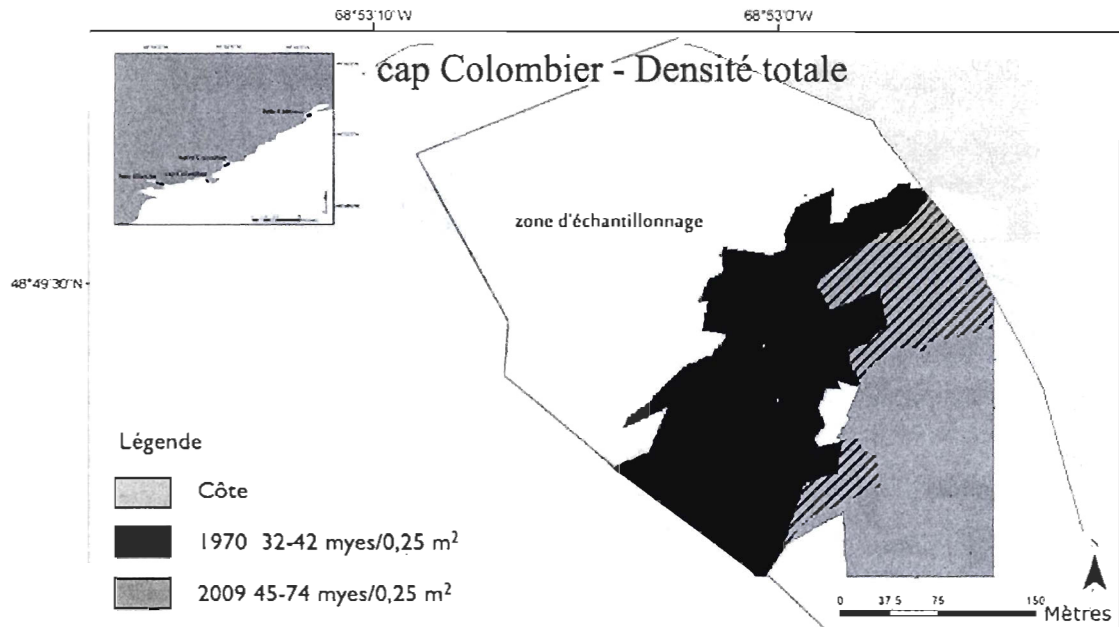 68°53'10"W 68°53'0"W
cap Colombier - Densité totale
zone d'échantillonnage
48°49'30"N
Légende
Côte
1970 32-42 myes/0,25 m²
2009 45-74 myes/0,25 m²
N
0 37.5 75 150
Mètres